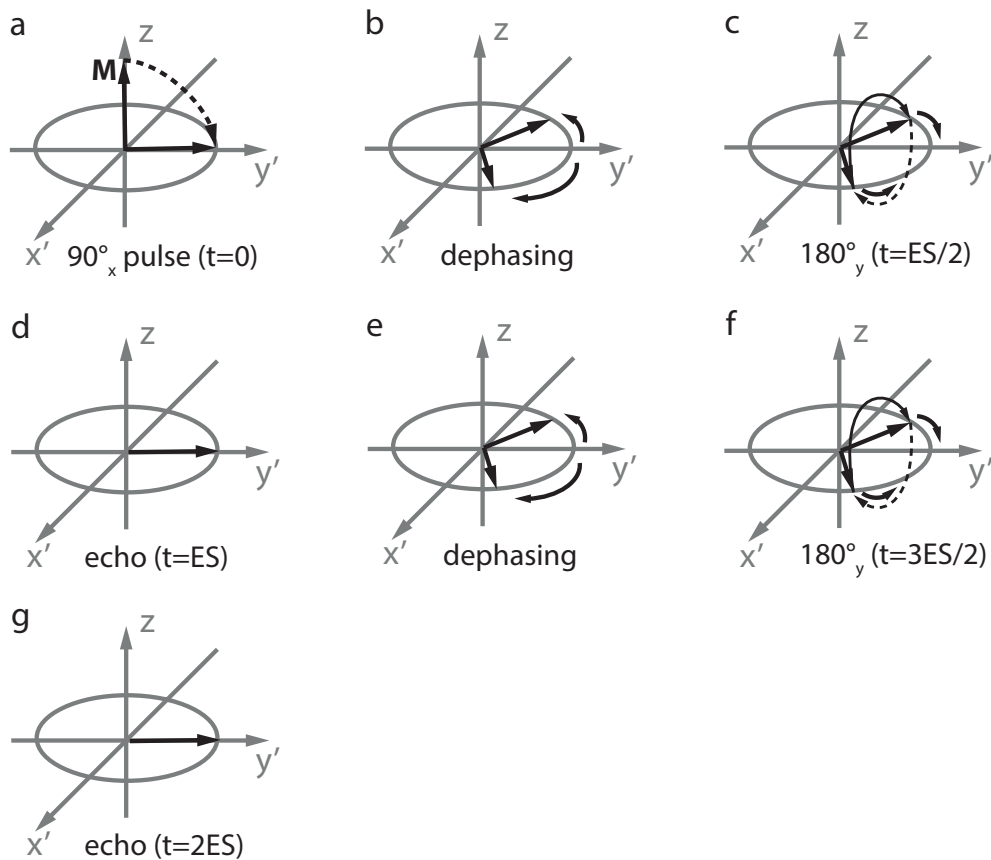 a
z
M
y'
x'
90°x pulse (t=0)
b
z
y'
x'
dephasing
c
z
y'
x'
180°y (t=ES/2)
d
z
y'
x'
echo (t=ES)
e
z
y'
x'
dephasing
f
z
y'
x'
180°y (t=3ES/2)
g
z
y'
x'
echo (t=2ES)